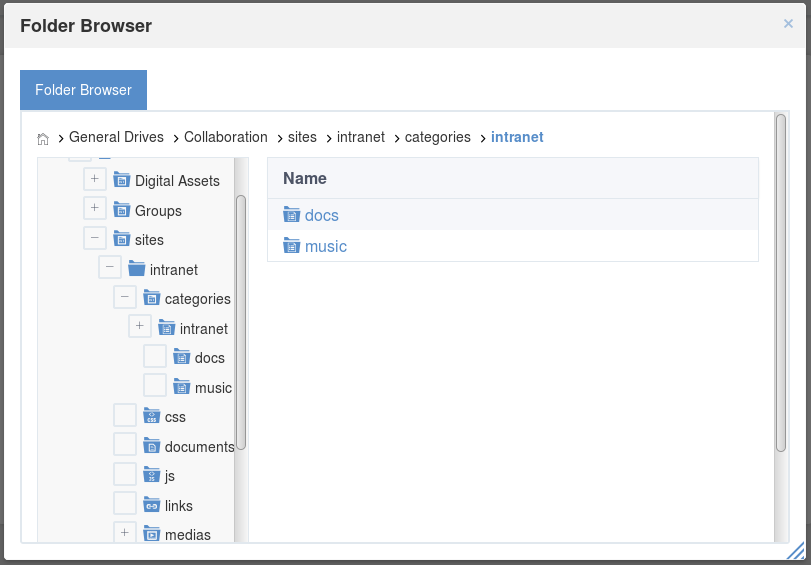 Folder Browser
×
Folder Browser
General Drives > Collaboration > sites > intranet > categories > intranet
Digital Assets
Groups
sites
intranet
categories
intranet
docs
music
css
documents
js
links
medias
Name
docs
music